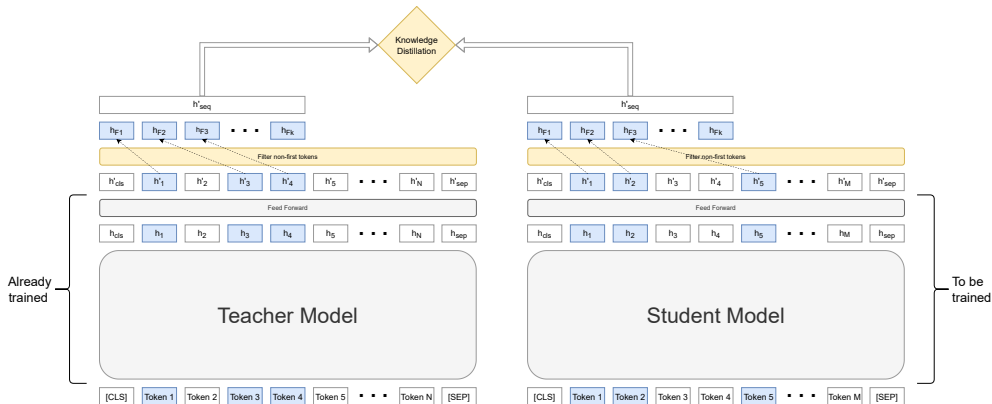 Knowledge
Distillation
h'seq h'seq
hF1 hF2 hF3 · · · hFk hF1 hF2 hF3 · · · hFk
Filter non-first tokens Filter non-first tokens
h'cls h'1 h'2 h'3 h'4 h'5 · · · h'N h'sep h'cls h'1 h'2 h'3 h'4 h'5 · · · h'M h'sep
Feed Forward Feed Forward
hcls h1 h2 h3 h4 h5 · · · hN hsep hcls h1 h2 h3 h4 h5 · · · hM hsep
Already
trained
Teacher Model Student Model
To be
trained
[CLS] Token 1 Token 2 Token 3 Token 4 Token 5 · · · Token N [SEP] [CLS] Token 1 Token 2 Token 3 Token 4 Token 5 · · · Token M [SEP]